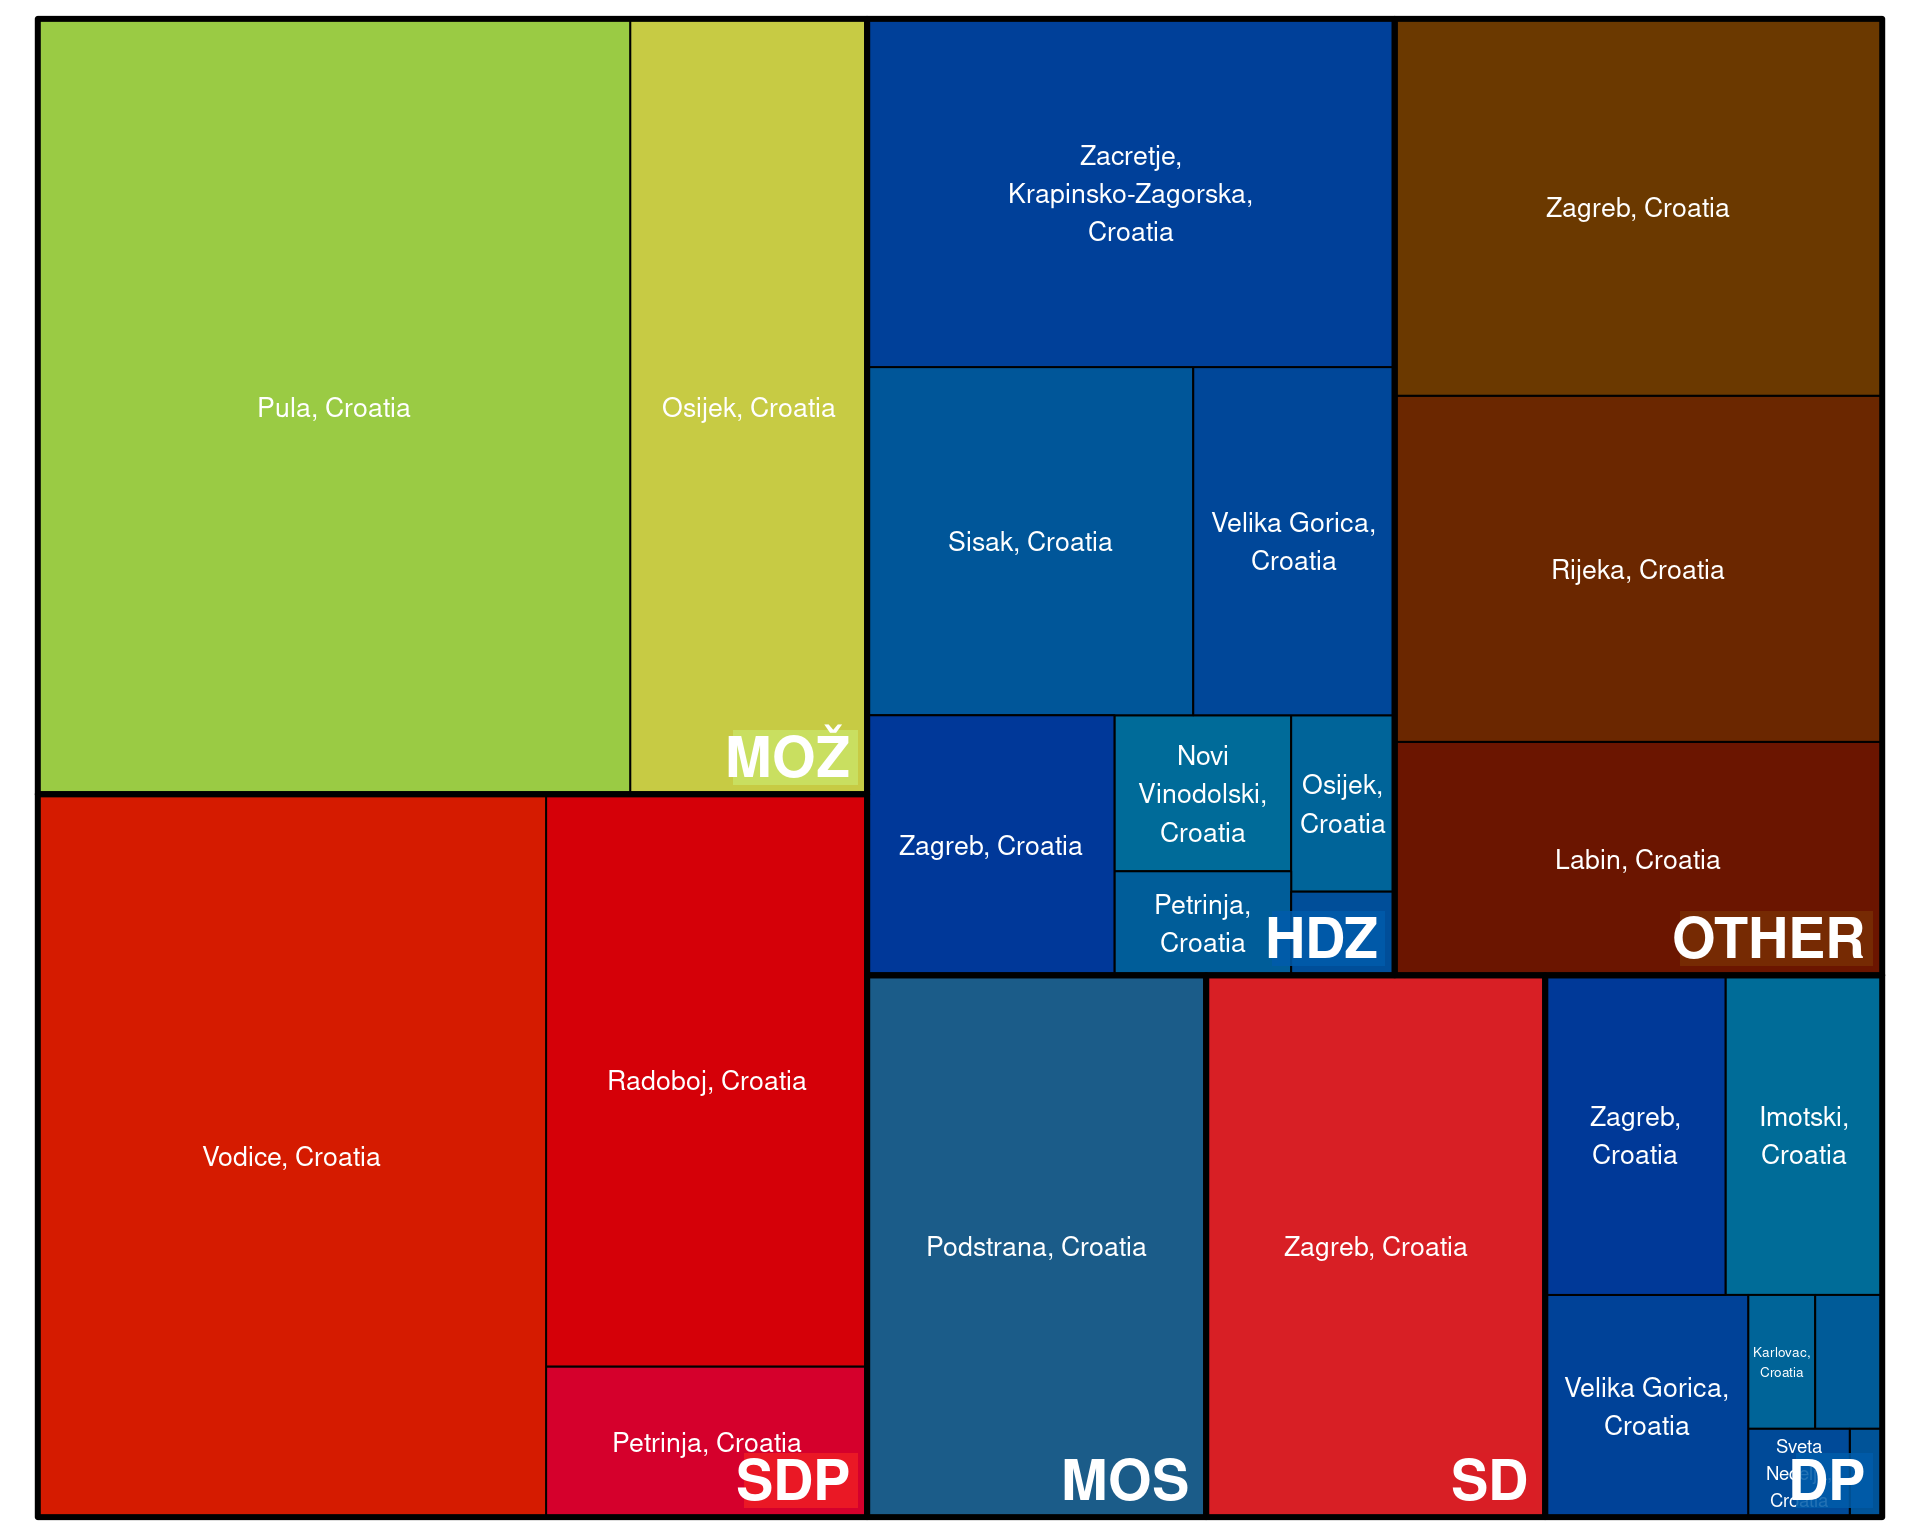 Pula, Croatia
Osijek, Croatia
MOŽ
Zacretje,
Krapinsko-Zagorska,
Croatia
Sisak, Croatia
Velika Gorica,
Croatia
Zagreb, Croatia
Novi
Vinodolski,
Croatia
Osijek,
Croatia
Petrinja,
Croatia
HDZ
Zagreb, Croatia
Rijeka, Croatia
Labin, Croatia
OTHER
Vodice, Croatia
Radoboj, Croatia
Petrinja, Croatia
SDP
Podstrana, Croatia
MOS
Zagreb, Croatia
SD
Zagreb,
Croatia
Imotski,
Croatia
Velika Gorica,
Croatia
Karlovac,
Croatia
Sveta
Croatia
DP